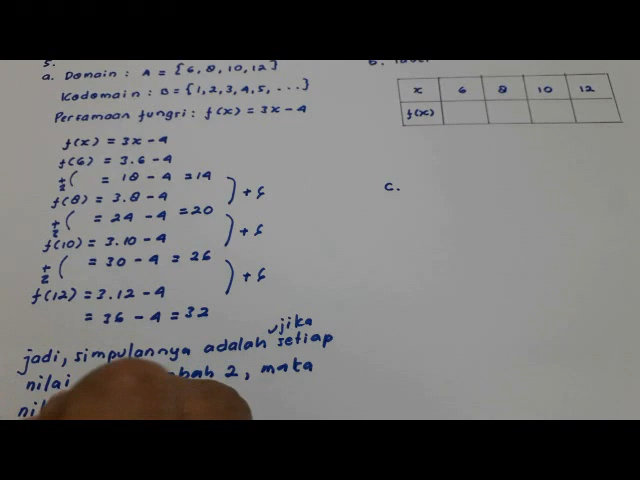 5.
a. Domain : A = {6, 8, 10, 12}
Kodomain : B = {1, 2, 3, 4, 5, ...}
Persamaan fungsi : f(x) = 3x - 4
f(x) = 3x - 4
f(6) = 3.6 - 4
= 18 - 4 = 14
+2
+6
f(8) = 3.8 - 4
= 24 - 4 = 20
+2
+6
f(10) = 3.10 - 4
= 30 - 4 = 26
+2
+6
f(12) = 3.12 - 4
= 36 - 4 = 32
jadi, simpulannya adalah jika setiap
nilai 2, maka
b. Tabel
x 6 8 10 12
f(x)
c.